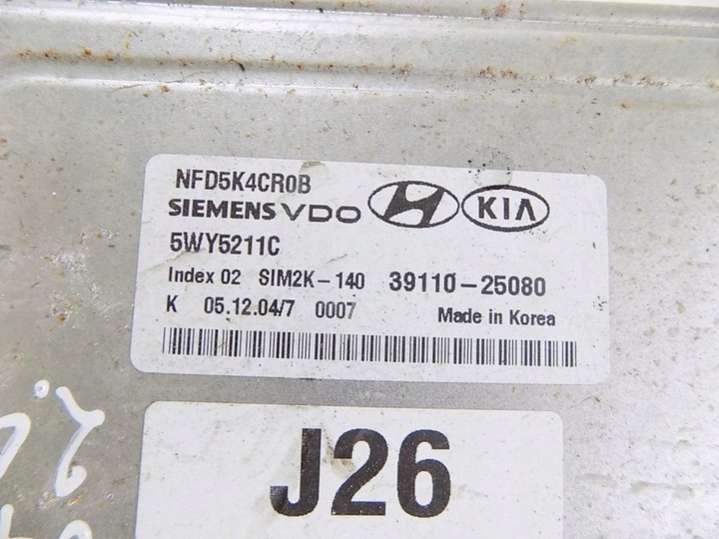 NFD5K4CR0B
SIEMENS VDO KIA
5WY5211C
Index 02 SIM2K-140 39110-25080
K 05.12.04/7 0007 Made in Korea
J26